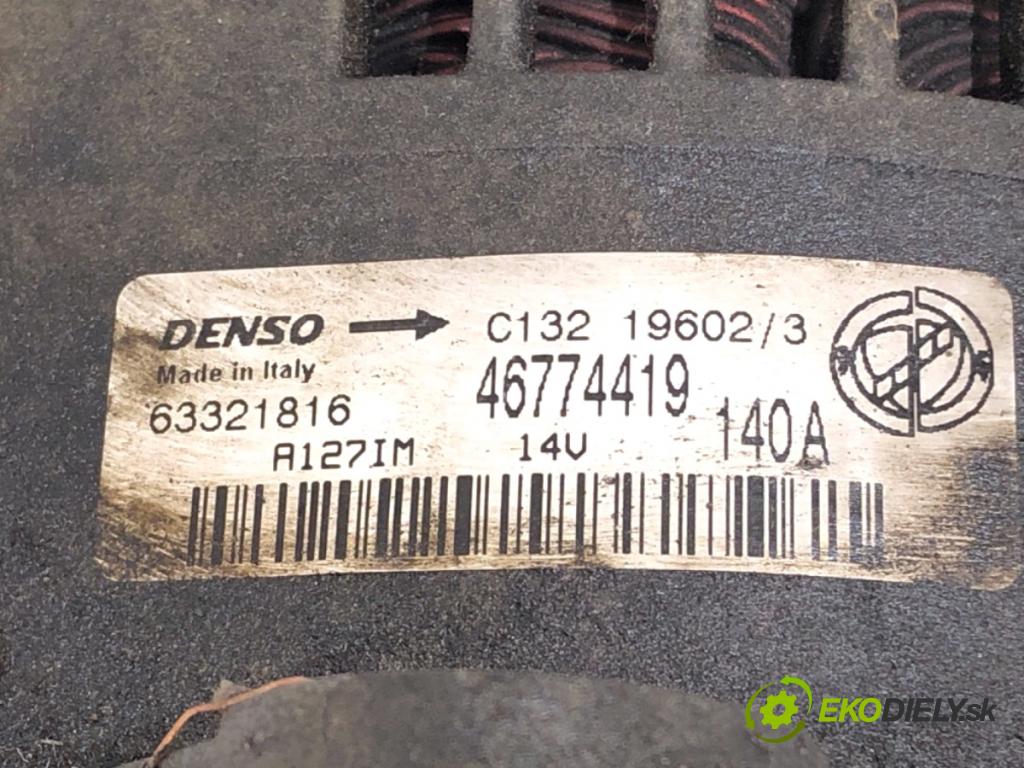 DENSO → C132 19602/3
Made in Italy 46774419
63321816 140A
A127IM 14V
EKODIELY.sk